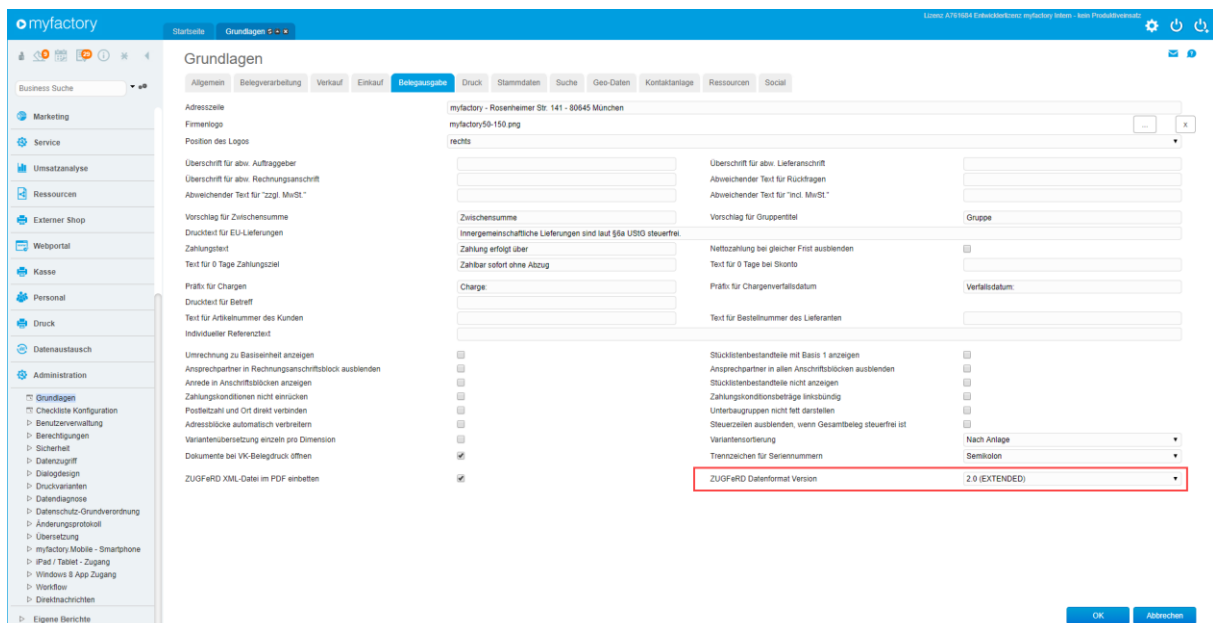 Lizenz A761684 Entwicklerlizenz myfactory Intern - kein Produktiveinsatz
myfactory
Startseite
Grundlagen
9
29
Business Suche
Marketing
Service
Umsatzanalyse
Ressourcen
Externer Shop
Webportal
Kasse
Personal
Druck
Datenaustausch
Administration
Grundlagen
Checkliste Konfiguration
Benutzerverwaltung
Berechtigungen
Sicherheit
Datenzugriff
Dialogdesign
Druckvarianten
Datendiagnose
Datenschutz-Grundverordnung
Änderungsprotokoll
Übersetzung
myfactory.Mobile - Smartphone
iPad / Tablet - Zugang
Windows 8 App Zugang
Workflow
Direktnachrichten
Eigene Berichte
Grundlagen
Allgemein Belegverarbeitung Verkauf Einkauf Belegausgabe Druck Stammdaten Suche Geo-Daten Kontaktanlage Ressourcen Social
Adresszeile myfactory - Rosenheimer Str. 141 - 80645 München
Firmenlogo myfactory50-150.png ... x
Position des Logos rechts
Überschrift für abw. Auftraggeber Überschrift für abw. Lieferanschrift
Überschrift für abw. Rechnungsanschrift Abweichender Text für Rückfragen
Abweichender Text für "zzgl. MwSt." Abweichender Text für "incl. MwSt."
Vorschlag für Zwischensumme Zwischensumme Vorschlag für Gruppentitel Gruppe
Drucktext für EU-Lieferungen Innergemeinschaftliche Lieferungen sind laut §6a UStG steuerfrei.
Zahlungstext Zahlung erfolgt über Nettozahlung bei gleicher Frist ausblenden
Text für 0 Tage Zahlungsziel Zahlbar sofort ohne Abzug Text für 0 Tage bei Skonto
Präfix für Chargen Charge: Präfix für Chargenverfallsdatum Verfallsdatum:
Drucktext für Betreff
Text für Artikelnummer des Kunden Text für Bestellnummer des Lieferanten
Individueller Referenztext
Umrechnung zu Basiseinheit anzeigen Stücklistenbestandteile mit Basis 1 anzeigen
Ansprechpartner in Rechnungsanschriftsblock ausblenden Ansprechpartner in allen Anschriftsblöcken ausblenden
Anrede in Anschriftsblöcken anzeigen Stücklistenbestandteile nicht anzeigen
Zahlungskonditionen nicht einrücken Zahlungskonditionsbeträge linksbündig
Postleitzahl und Ort direkt verbinden Unterbaugruppen nicht fett darstellen
Adressblöcke automatisch verbreitern Steuerzeilen ausblenden, wenn Gesamtbeleg steuerfrei ist
Variantenübersetzung einzeln pro Dimension Variantensortierung Nach Anlage
Dokumente bei VK-Belegdruck öffnen Trennzeichen für Seriennummern Semikolon
ZUGFeRD XML-Datei im PDF einbetten ZUGFeRD Datenformat Version 2.0 (EXTENDED)
OK Abbrechen